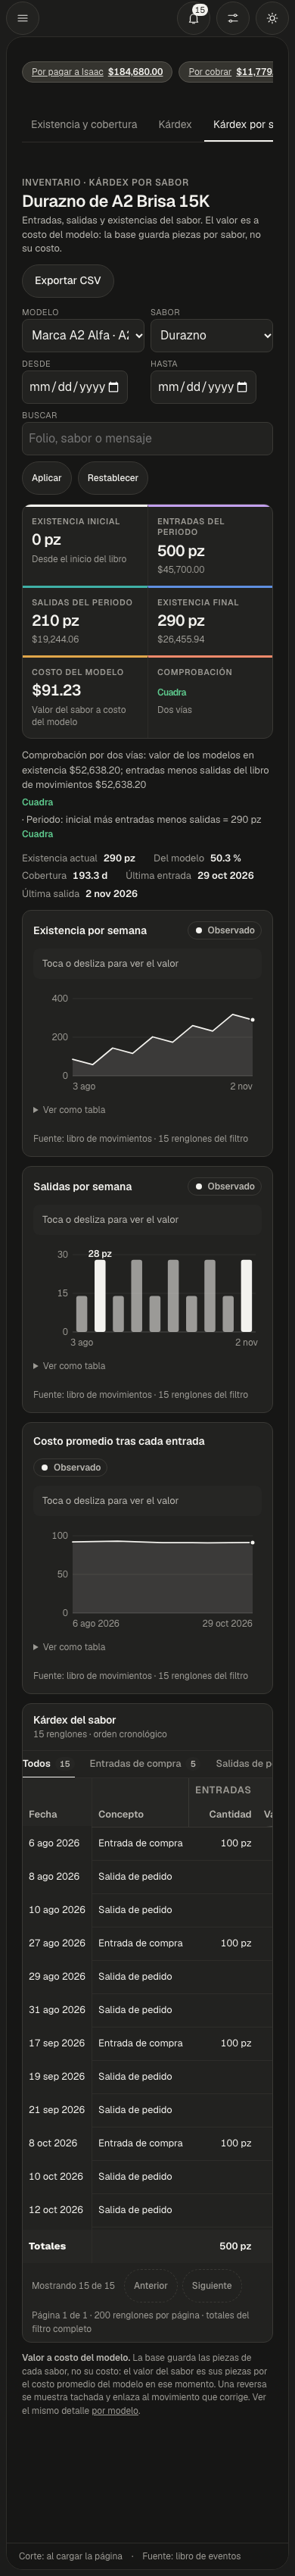 15
Por pagar a Isaac $184,680.00 Por cobrar $11,779.
Existencia y cobertura Kárdex Kárdex por s
INVENTARIO · KÁRDEX POR SABOR
Durazno de A2 Brisa 15K
Entradas, salidas y existencias del sabor. El valor es a
costo del modelo: la base guarda piezas por sabor, no
su costo.
Exportar CSV
MODELO SABOR
Marca A2 Alfa · A2 Durazno
DESDE HASTA
mm/dd/yyyy mm/dd/yyyy
BUSCAR
Folio, sabor o mensaje
Aplicar Restablecer
EXISTENCIA INICIAL
0 pz
Desde el inicio del libro
ENTRADAS DEL
PERIODO
500 pz
$45,700.00
SALIDAS DEL PERIODO
210 pz
$19,244.06
EXISTENCIA FINAL
290 pz
$26,455.94
COSTO DEL MODELO
$91.23
Valor del sabor a costo
del modelo
COMPROBACIÓN
Cuadra
Dos vías
Comprobación por dos vías: valor de los modelos en
existencia $52,638.20; entradas menos salidas del libro
de movimientos $52,638.20
Cuadra
· Periodo: inicial más entradas menos salidas = 290 pz
Cuadra
Existencia actual 290 pz Del modelo 50.3 %
Cobertura 193.3 d Última entrada 29 oct 2026
Última salida 2 nov 2026
Existencia por semana Observado
Toca o desliza para ver el valor
400
200
0
3 ago 2 nov
Ver como tabla
Fuente: libro de movimientos · 15 renglones del filtro
Salidas por semana Observado
Toca o desliza para ver el valor
30 28 pz
15
0
3 ago 2 nov
Ver como tabla
Fuente: libro de movimientos · 15 renglones del filtro
Costo promedio tras cada entrada
Observado
Toca o desliza para ver el valor
100
50
0
6 ago 2026 29 oct 2026
Ver como tabla
Fuente: libro de movimientos · 15 renglones del filtro
Kárdex del sabor
15 renglones · orden cronológico
Todos 15 Entradas de compra 5 Salidas de pe
ENTRADAS
Fecha Concepto Cantidad Va
6 ago 2026 Entrada de compra 100 pz
8 ago 2026 Salida de pedido
10 ago 2026 Salida de pedido
27 ago 2026 Entrada de compra 100 pz
29 ago 2026 Salida de pedido
31 ago 2026 Salida de pedido
17 sep 2026 Entrada de compra 100 pz
19 sep 2026 Salida de pedido
21 sep 2026 Salida de pedido
8 oct 2026 Entrada de compra 100 pz
10 oct 2026 Salida de pedido
12 oct 2026 Salida de pedido
Totales 500 pz
Mostrando 15 de 15 Anterior Siguiente
Página 1 de 1 · 200 renglones por página · totales del
filtro completo
Valor a costo del modelo. La base guarda las piezas de
cada sabor, no su costo: el valor del sabor es sus piezas por
el costo promedio del modelo en ese momento. Una reversa
se muestra tachada y enlaza al movimiento que corrige. Ver
el mismo detalle por modelo.
Corte: al cargar la página · Fuente: libro de eventos